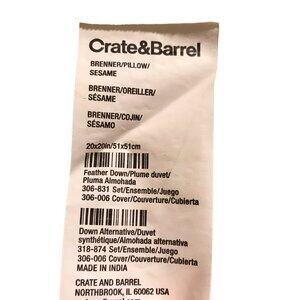 Crate&Barrel
BRENNER/PILLOW/
SESAME
BRENNER/OREILLER/
SÉSAME
BRENNER/COJIN/
SÉSAMO
20x20in/51x51cm
Feather Down/Plume duvet/
Pluma Almohada
306-831 Set/Ensemble/Juego
306-006 Cover/Couverture/Cubierta
Down Alternative/Duvet
synthétique/Almohada alternativa
318-874 Set/Ensemble/Juego
306-006 Cover/Couverture/Cubierta
MADE IN INDIA
CRATE AND BARREL
NORTHBROOK, IL 60062 USA